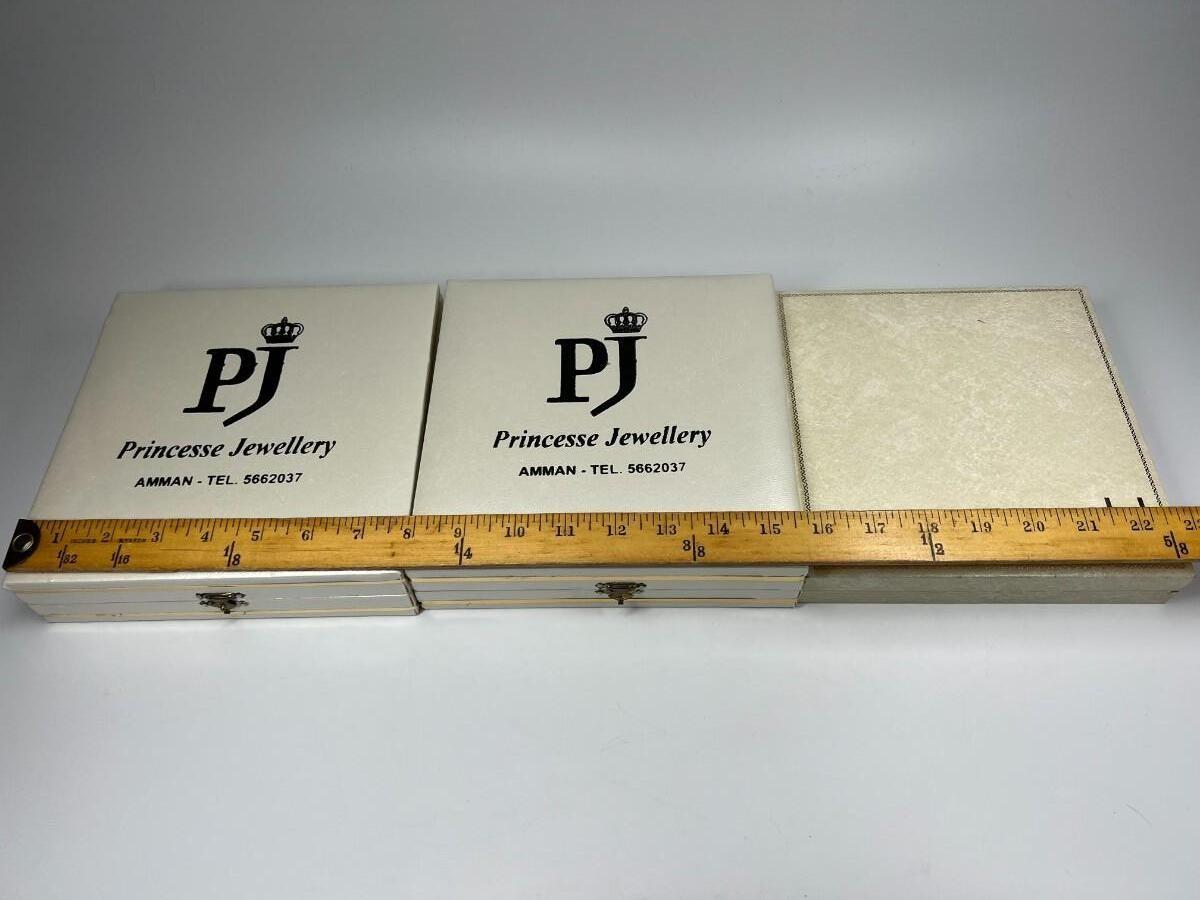 PJ
Princesse Jewellery
AMMAN - TEL. 5662037
PJ
Princesse Jewellery
AMMAN - TEL. 5662037
1 INCHES 2 3 4 5 6 7 8 9 10 11 12 13 14 15 16 17 18 19 20 21 22
1/32 1/16 1/8 1/4 3/8 1/2 5/8